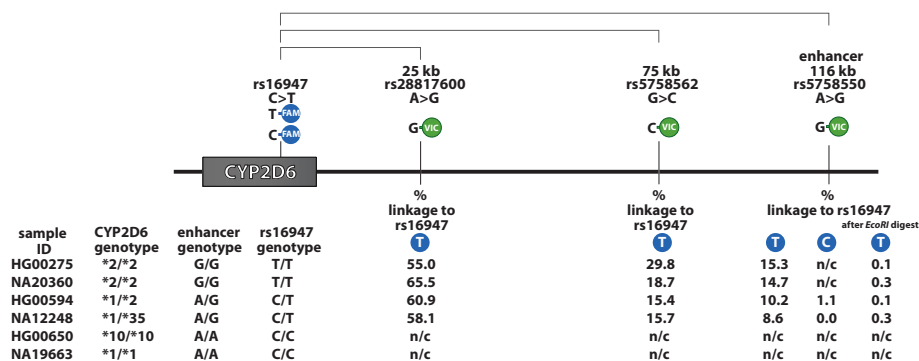 enhancer
25 kb 75 kb 116 kb
rs16947 rs28817600 rs5758562 rs5758550
C>T A>G G>C A>G
T-FAM
C-FAM G-VIC C-VIC G-VIC
CYP2D6
% % %
linkage to linkage to linkage to rs16947
rs16947 rs16947 after EcoRI digest
sample CYP2D6 enhancer rs16947
ID genotype genotype genotype T T T C T
HG00275 *2/*2 G/G T/T 55.0 29.8 15.3 n/c 0.1
NA20360 *2/*2 G/G T/T 65.5 18.7 14.7 n/c 0.3
HG00594 *1/*2 A/G C/T 60.9 15.4 10.2 1.1 0.1
NA12248 *1/*35 A/G C/T 58.1 15.7 8.6 0.0 0.3
HG00650 *10/*10 A/A C/C n/c n/c n/c n/c n/c
NA19663 *1/*1 A/A C/C n/c n/c n/c n/c n/c